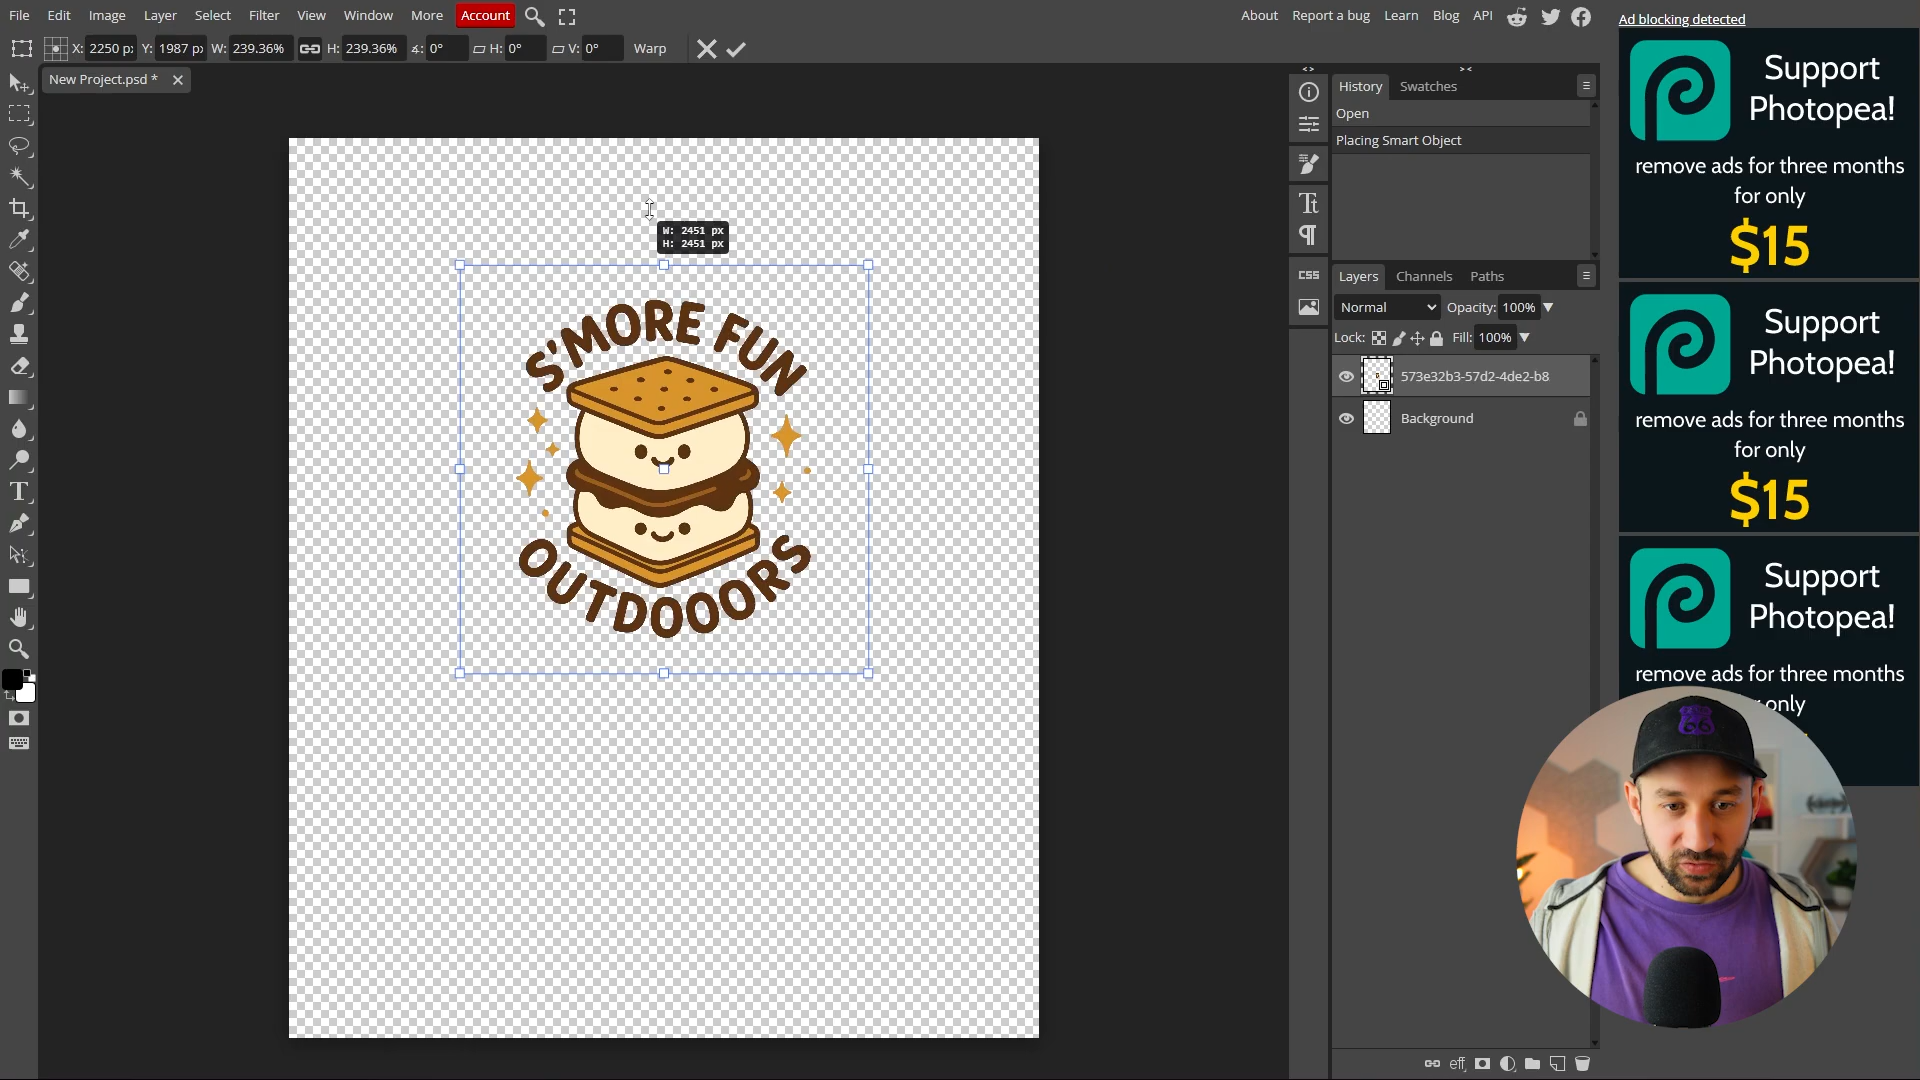 File Edit Image Layer Select Filter View Window More Account About Report a bug Learn Blog API
X: 2250 p Y: 1987 p W: 239.36% H: 239.36% 0° H: 0° V: 0° Warp
New Project.psd *
W: 2451 px
H: 2451 px
S'MORE FUN
OUTDOOORS
History Swatches
Open
Placing Smart Object
CSS
Layers Channels Paths
Normal Opacity: 100%
Lock: Fill: 100%
573e32b3-57d2-4de2-b8
Background
eff
Ad blocking detected
Support
Photopea!
remove ads for three months
for only
$15
Support
Photopea!
remove ads for three months
for only
$15
Support
Photopea!
remove ads for three months
only